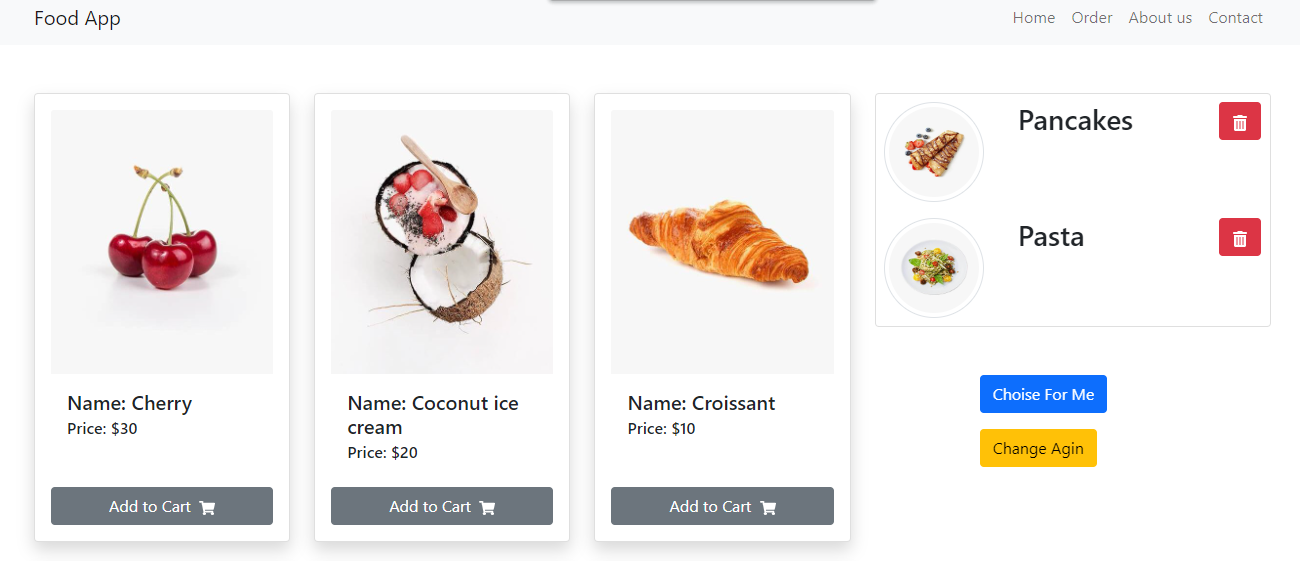 Food App
Home Order About us Contact
Name: Cherry
Price: $30
Add to Cart
Name: Coconut ice
cream
Price: $20
Add to Cart
Name: Croissant
Price: $10
Add to Cart
Pancakes
Pasta
Choise For Me
Change Agin